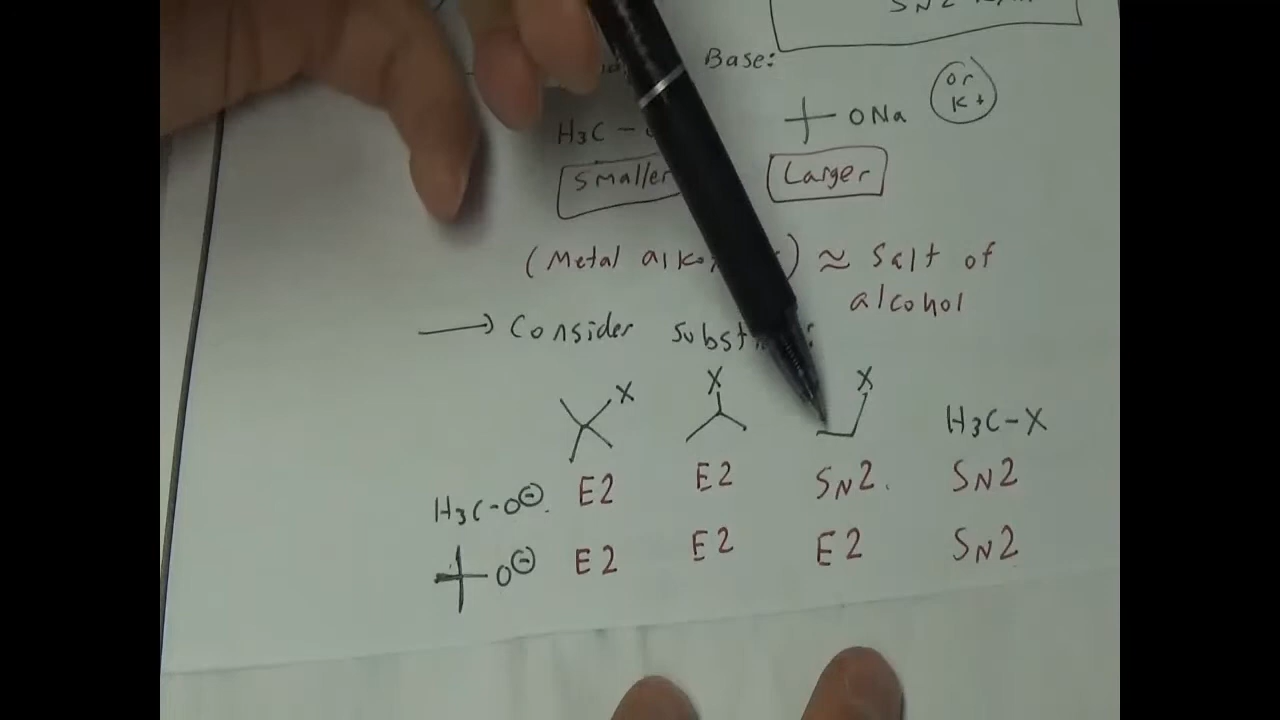 SN2
Base:
H3C - ONa or K+
Smaller Larger
(Metal ≈ Salt of
alcohol
→ Consider
X X X H3C-X
H3C-O⊖. E2 E2 SN2. SN2
O⊖ E2 E2 E2 SN2